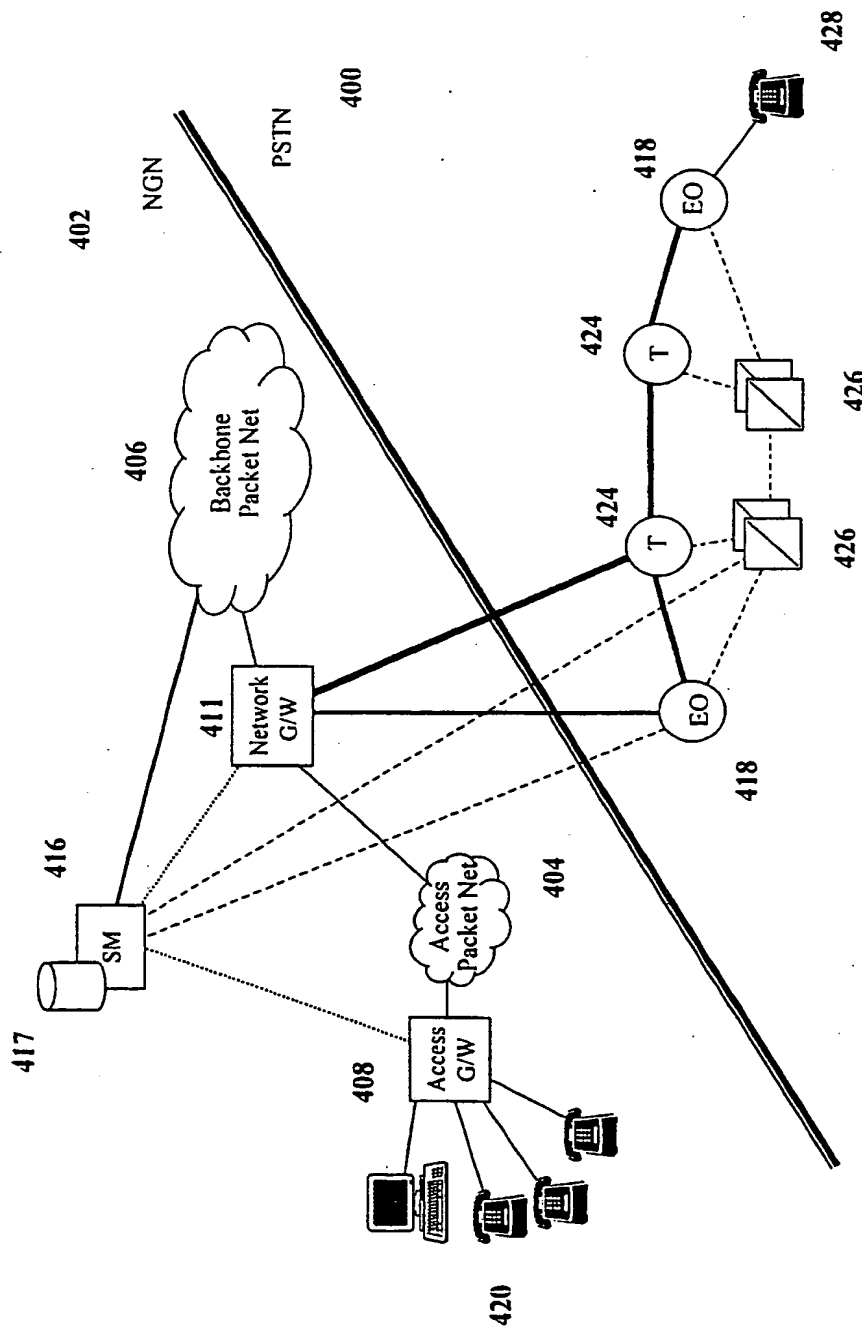 402
NGN
PSTN
400
406
Backbone
Packet Net
416
417
SM
411
Network
G/W
408
Access
G/W
Access
Packet Net
404
420
424
T
424
T
418
EO
418
EO
426
426
428